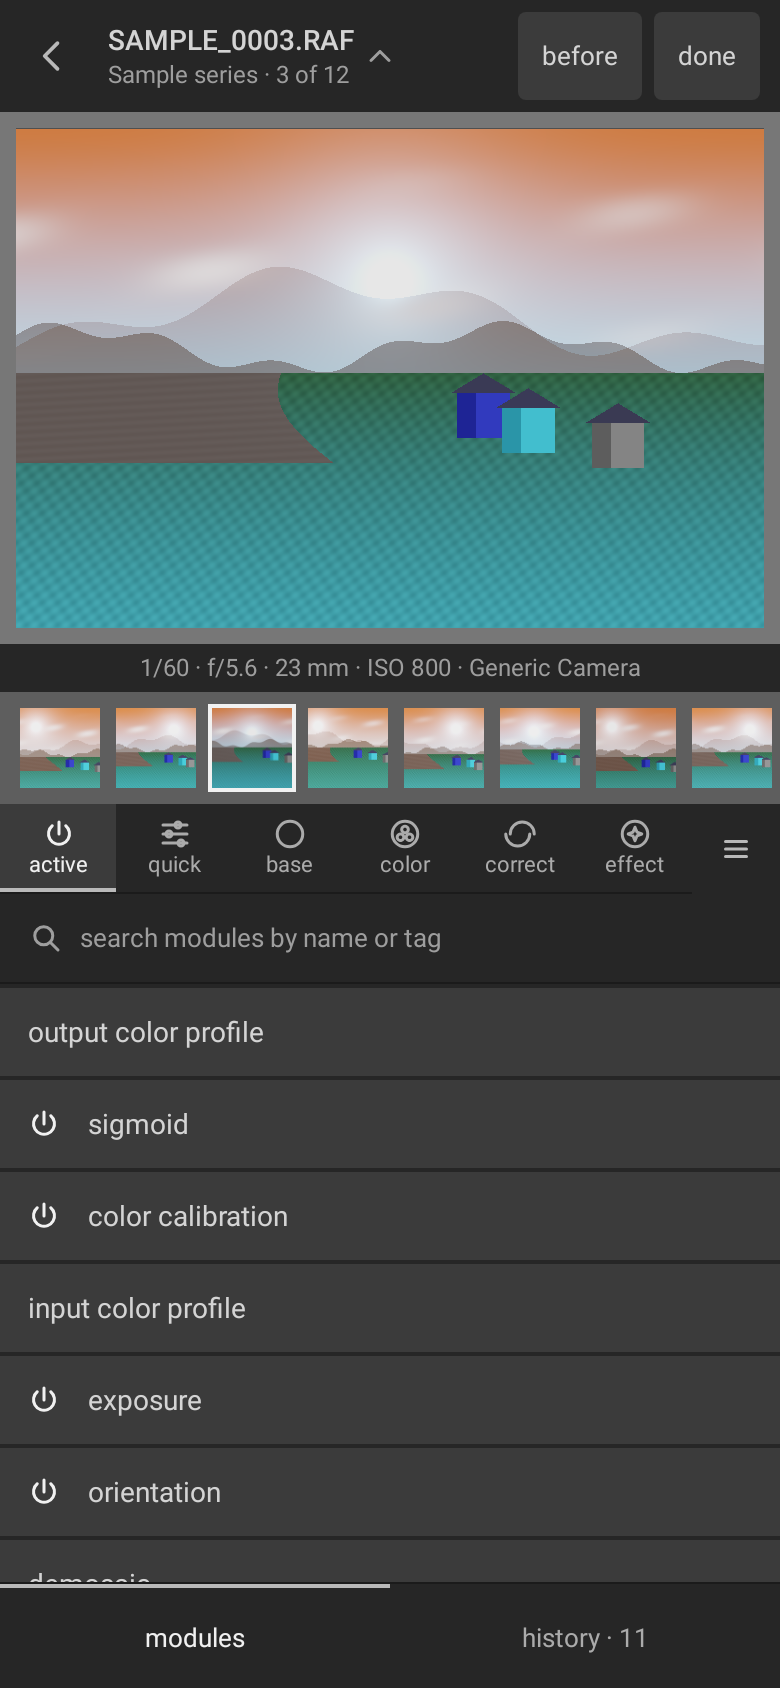 SAMPLE_0003.RAF
Sample series · 3 of 12
before
done
1/60 · f/5.6 · 23 mm · ISO 800 · Generic Camera
active
quick
base
color
correct
effect
search modules by name or tag
output color profile
sigmoid
color calibration
input color profile
exposure
orientation
demosaic
modules
history · 11